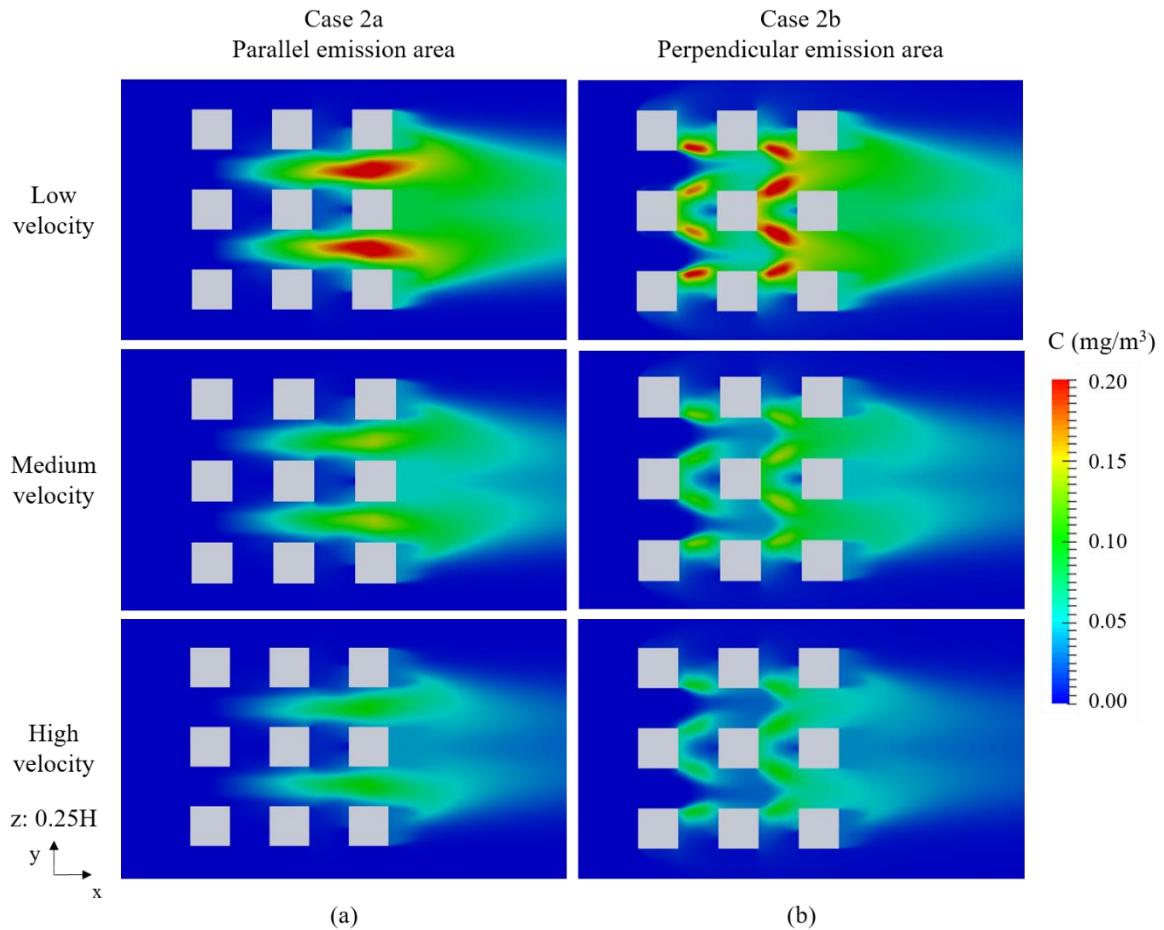 Case 2a
Parallel emission area
Case 2b
Perpendicular emission area
Low
velocity
Medium
velocity
High
velocity
z: 0.25H
y
x
C (mg/m³)
0.20
0.15
0.10
0.05
0.00
(a)
(b)